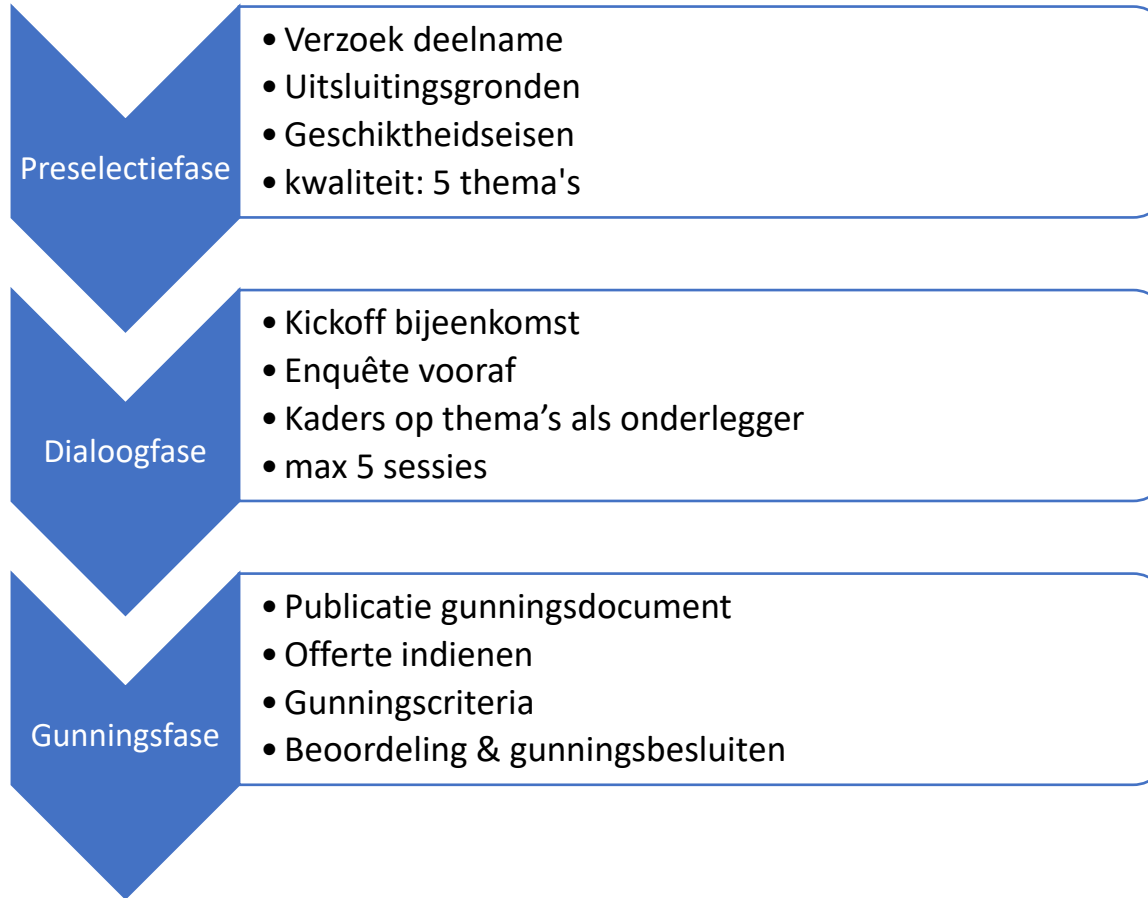 Preselectiefase
• Verzoek deelname
• Uitsluitingsgronden
• Geschiktheidseisen
• kwaliteit: 5 thema's
Dialoogfase
• Kickoff bijeenkomst
• Enquête vooraf
• Kaders op thema’s als onderlegger
• max 5 sessies
Gunningsfase
• Publicatie gunningsdocument
• Offerte indienen
• Gunningscriteria
• Beoordeling & gunningsbesluiten